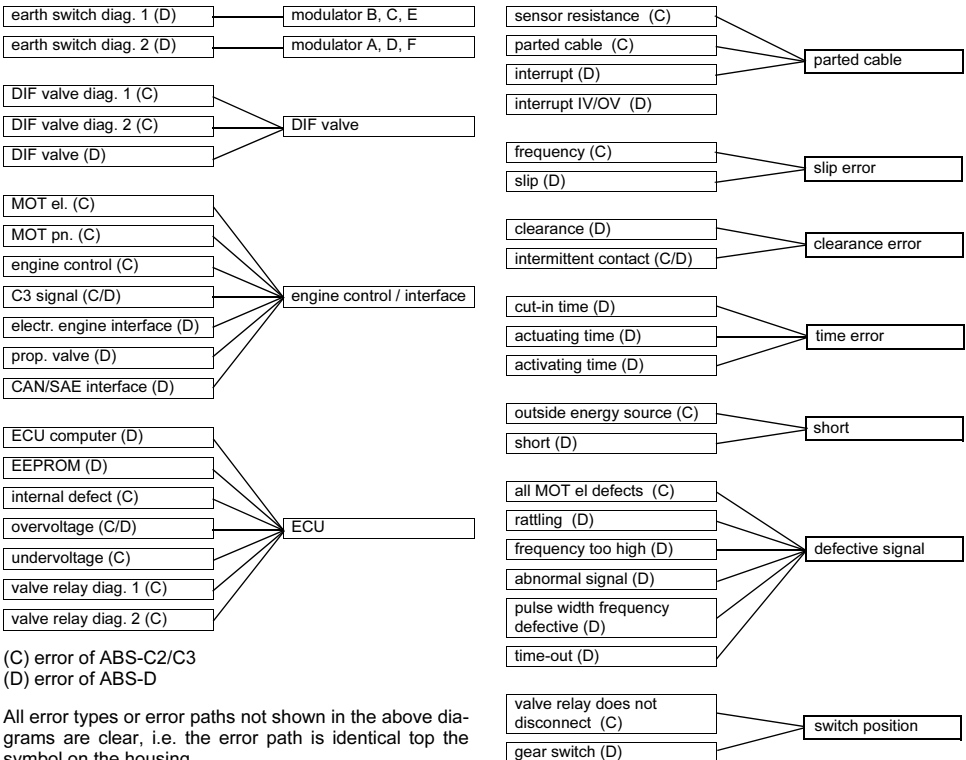 earth switch diag. 1 (D)
modulator B, C, E
earth switch diag. 2 (D)
modulator A, D, F
DIF valve diag. 1 (C)
DIF valve diag. 2 (C)
DIF valve
DIF valve (D)
MOT el. (C)
MOT pn. (C)
engine control (C)
C3 signal (C/D)
engine control / interface
electr. engine interface (D)
prop. valve (D)
CAN/SAE interface (D)
ECU computer (D)
EEPROM (D)
internal defect (C)
overvoltage (C/D)
ECU
undervoltage (C)
valve relay diag. 1 (C)
valve relay diag. 2 (C)
(C) error of ABS-C2/C3
(D) error of ABS-D
All error types or error paths not shown in the above dia-
grams are clear, i.e. the error path is identical top the
symbol on the housing
sensor resistance (C)
parted cable (C)
parted cable
interrupt (D)
interrupt IV/OV (D)
frequency (C)
slip error
slip (D)
clearance (D)
clearance error
intermittent contact (C/D)
cut-in time (D)
actuating time (D)
time error
activating time (D)
outside energy source (C)
short
short (D)
all MOT el defects (C)
rattling (D)
frequency too high (D)
defective signal
abnormal signal (D)
pulse width frequency
defective (D)
time-out (D)
valve relay does not
disconnect (C)
switch position
gear switch (D)